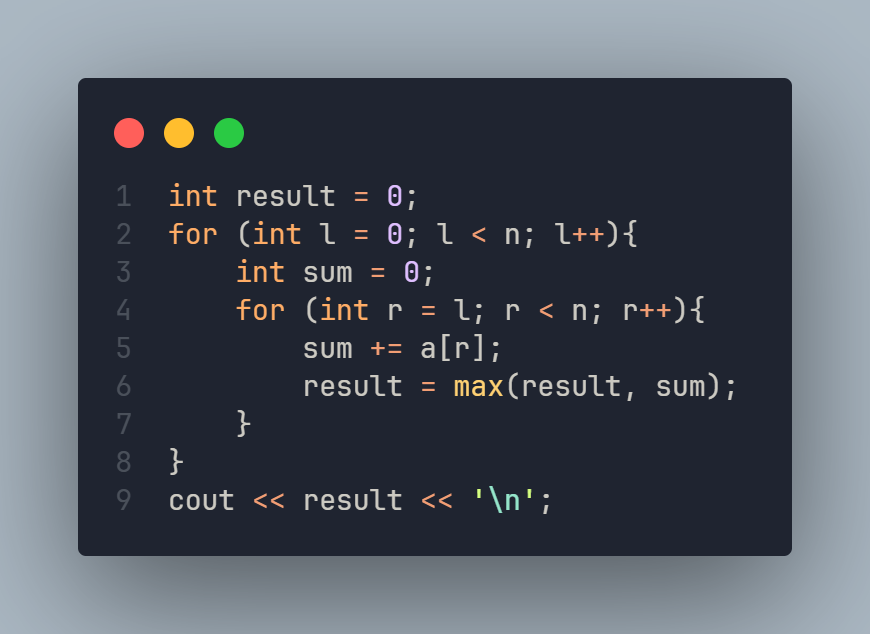 1 int result = 0;
2 for (int l = 0; l < n; l++){
3     int sum = 0;
4     for (int r = l; r < n; r++){
5         sum += a[r];
6         result = max(result, sum);
7     }
8 }
9 cout << result << '\n';